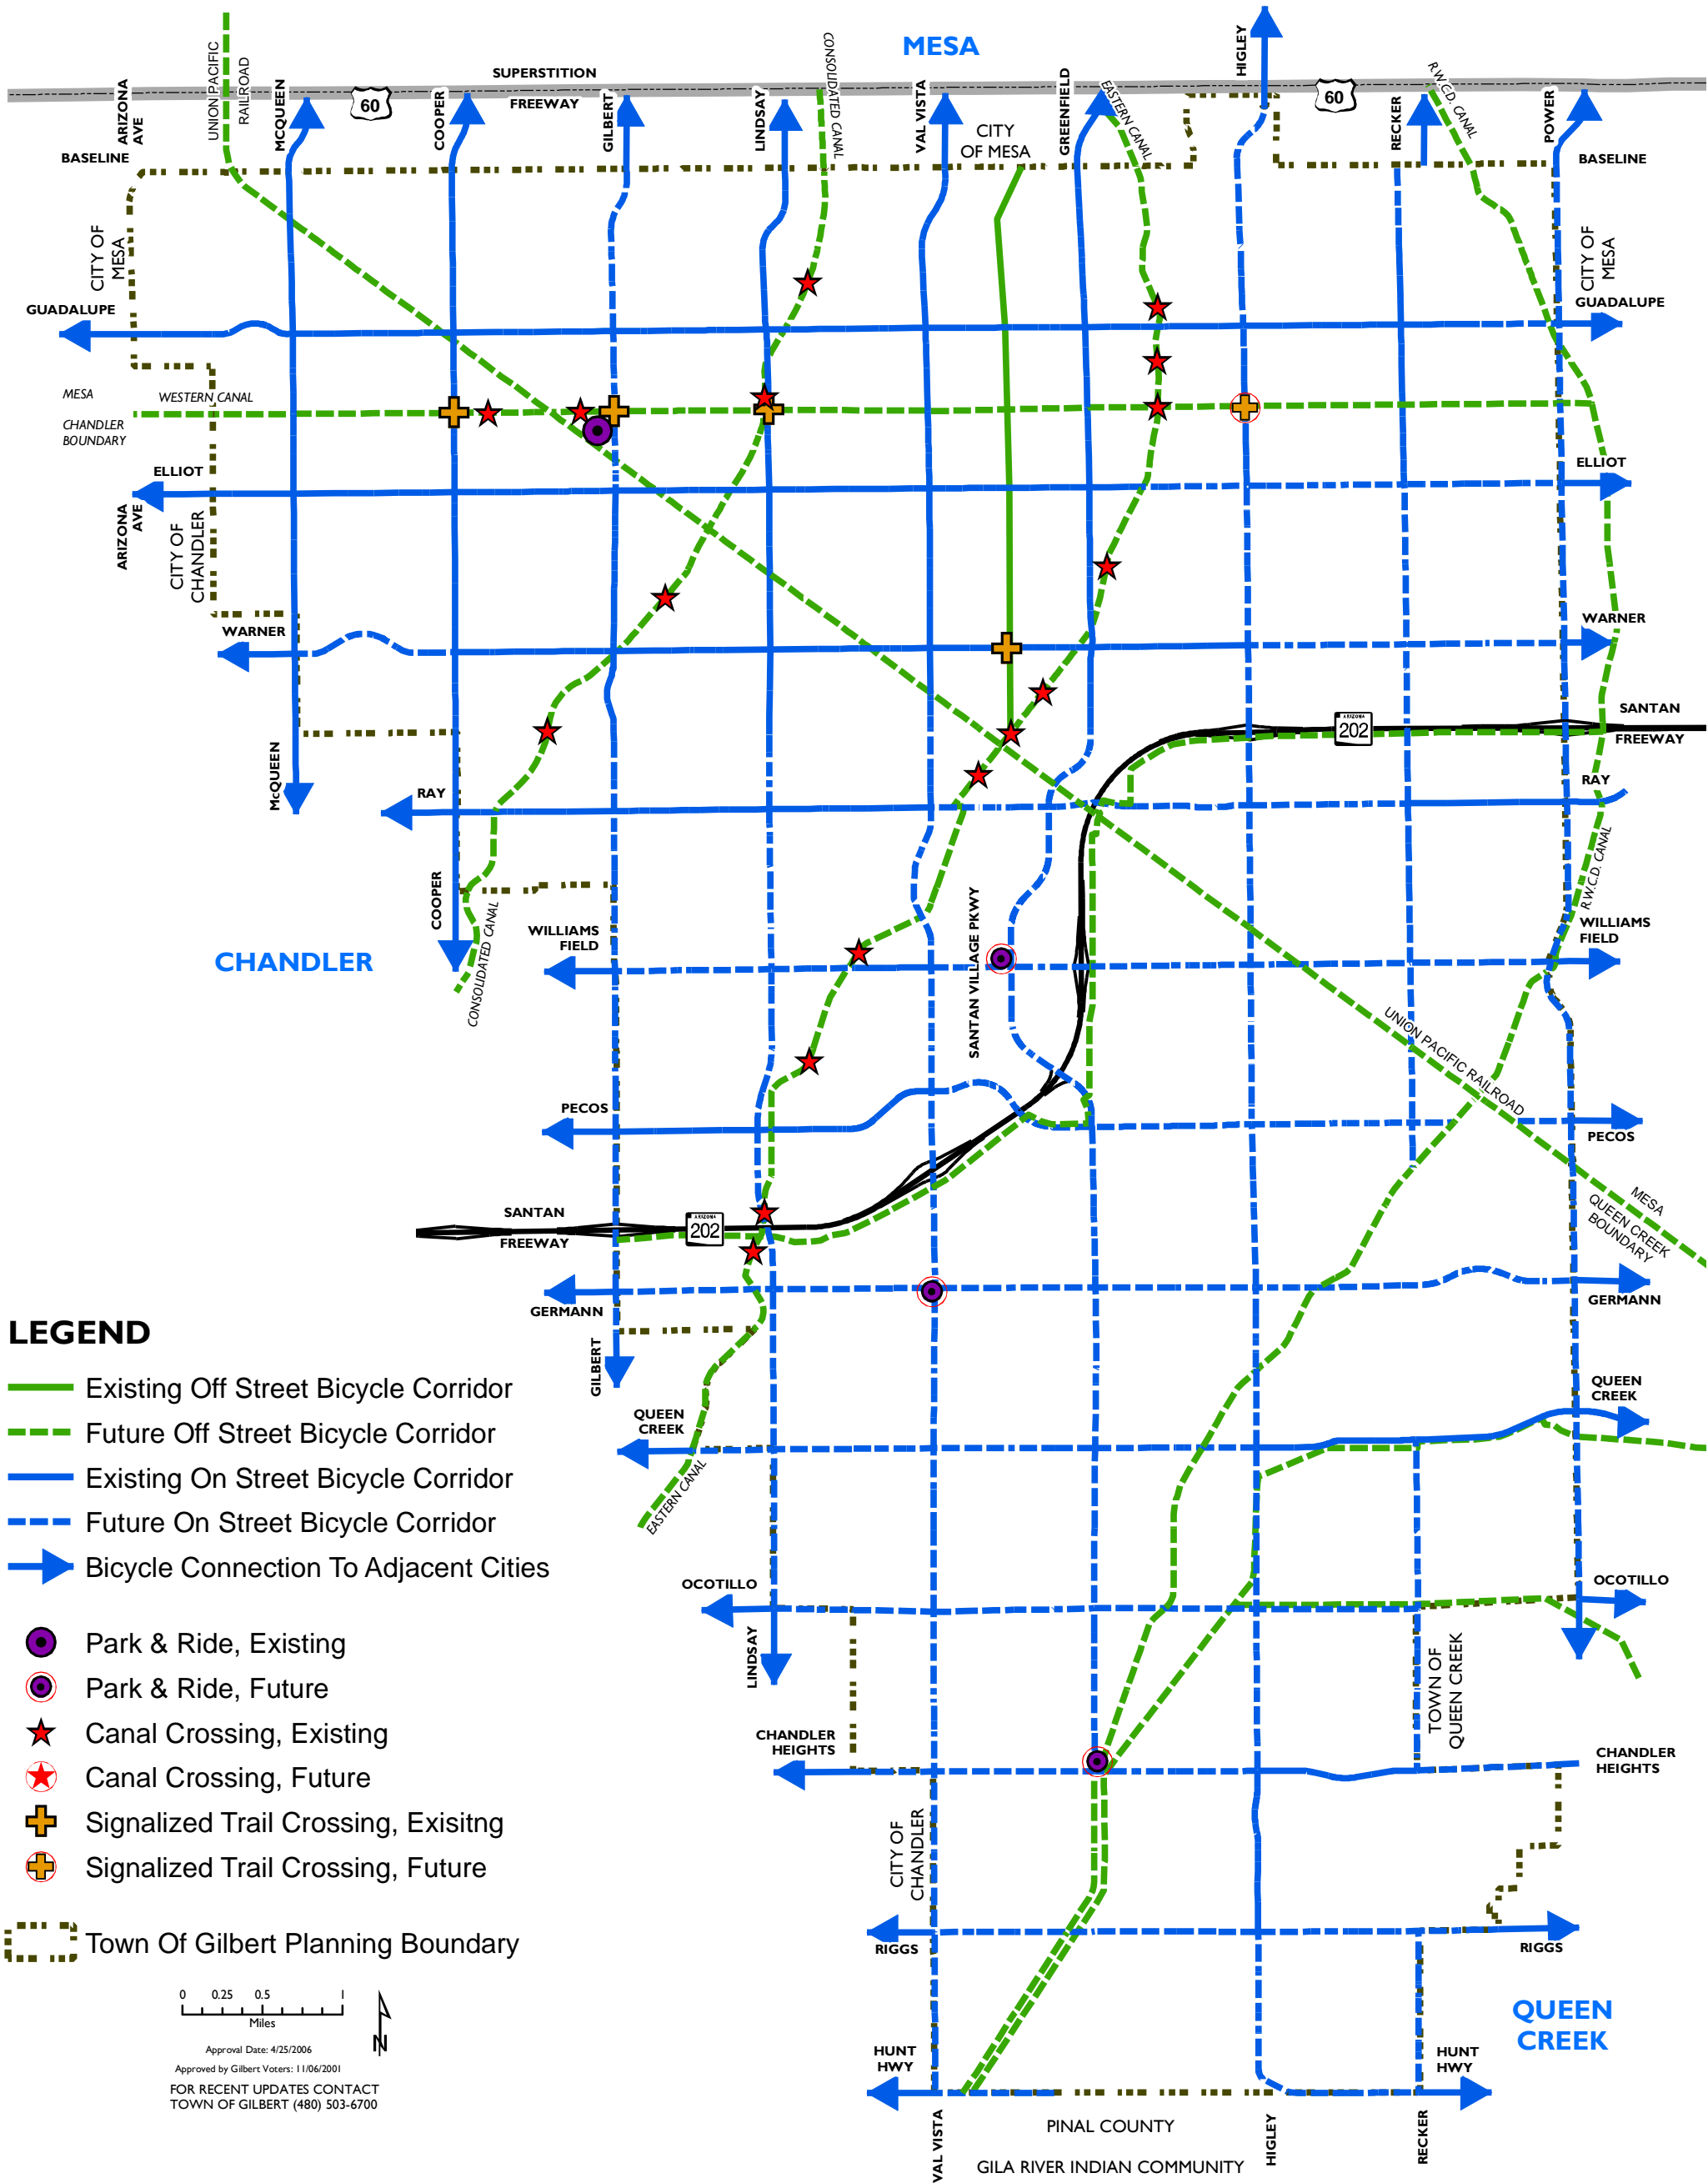 MESA
UNION PACIFIC
RAILROAD
SUPERSTITION
FREEWAY
60
60
ARIZONA
AVE
MCQUEEN
COOPER
GILBERT
LINDSAY
CONSOLIDATED CANAL
VAL VISTA
CITY
OF MESA
GREENFIELD
EASTERN CANAL
HIGLEY
RECKER
R.W.C.D. CANAL
POWER
BASELINE
BASELINE
CITY OF
MESA
CITY OF
MESA
GUADALUPE
GUADALUPE
MESA
WESTERN CANAL
CHANDLER
BOUNDARY
ELLIOT
ELLIOT
ARIZONA
AVE
CITY OF
CHANDLER
WARNER
WARNER
ARIZONA
202
SANTAN
FREEWAY
McQUEEN
RAY
RAY
R.W.C.D. CANAL
COOPER
CONSOLIDATED CANAL
CHANDLER
WILLIAMS
FIELD
SANTAN VILLAGE PKWY
WILLIAMS
FIELD
UNION PACIFIC RAILROAD
PECOS
PECOS
MESA
QUEEN CREEK
BOUNDARY
SANTAN
FREEWAY
ARIZONA
202
GERMANN
GERMANN
GILBERT
QUEEN
CREEK
QUEEN
CREEK
EASTERN CANAL
OCOTILLO
OCOTILLO
LINDSAY
TOWN OF
QUEEN CREEK
CHANDLER
HEIGHTS
CHANDLER
HEIGHTS
CITY OF
CHANDLER
RIGGS
RIGGS
QUEEN
CREEK
HUNT
HWY
HUNT
HWY
VAL VISTA
PINAL COUNTY
HIGLEY
RECKER
GILA RIVER INDIAN COMMUNITY
LEGEND
Existing Off Street Bicycle Corridor
Future Off Street Bicycle Corridor
Existing On Street Bicycle Corridor
Future On Street Bicycle Corridor
Bicycle Connection To Adjacent Cities
Park & Ride, Existing
Park & Ride, Future
Canal Crossing, Existing
Canal Crossing, Future
Signalized Trail Crossing, Exisitng
Signalized Trail Crossing, Future
Town Of Gilbert Planning Boundary
0 0.25 0.5 1
Miles
N
Approval Date: 4/25/2006
Approved by Gilbert Voters: 11/06/2001
FOR RECENT UPDATES CONTACT
TOWN OF GILBERT (480) 503-6700